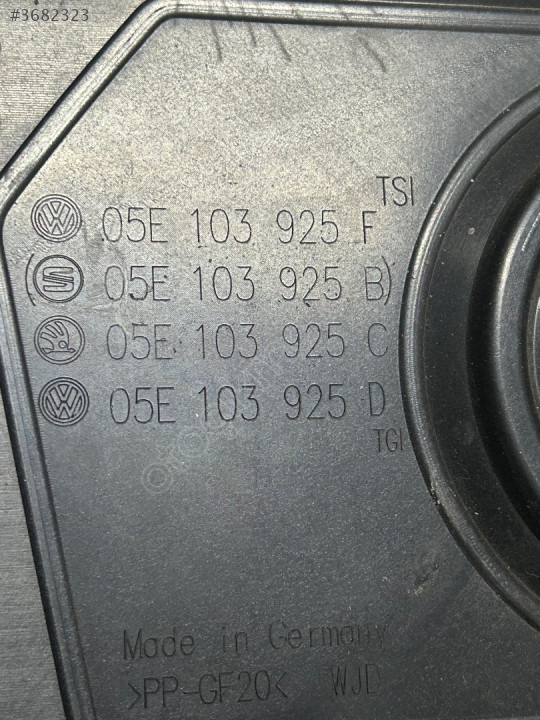 #3682323
TSI
05E 103 925 F
(05E 103 925 B)
05E 103 925 C
05E 103 925 D
TGI
Made in Germany
>PP-GF20< WJD